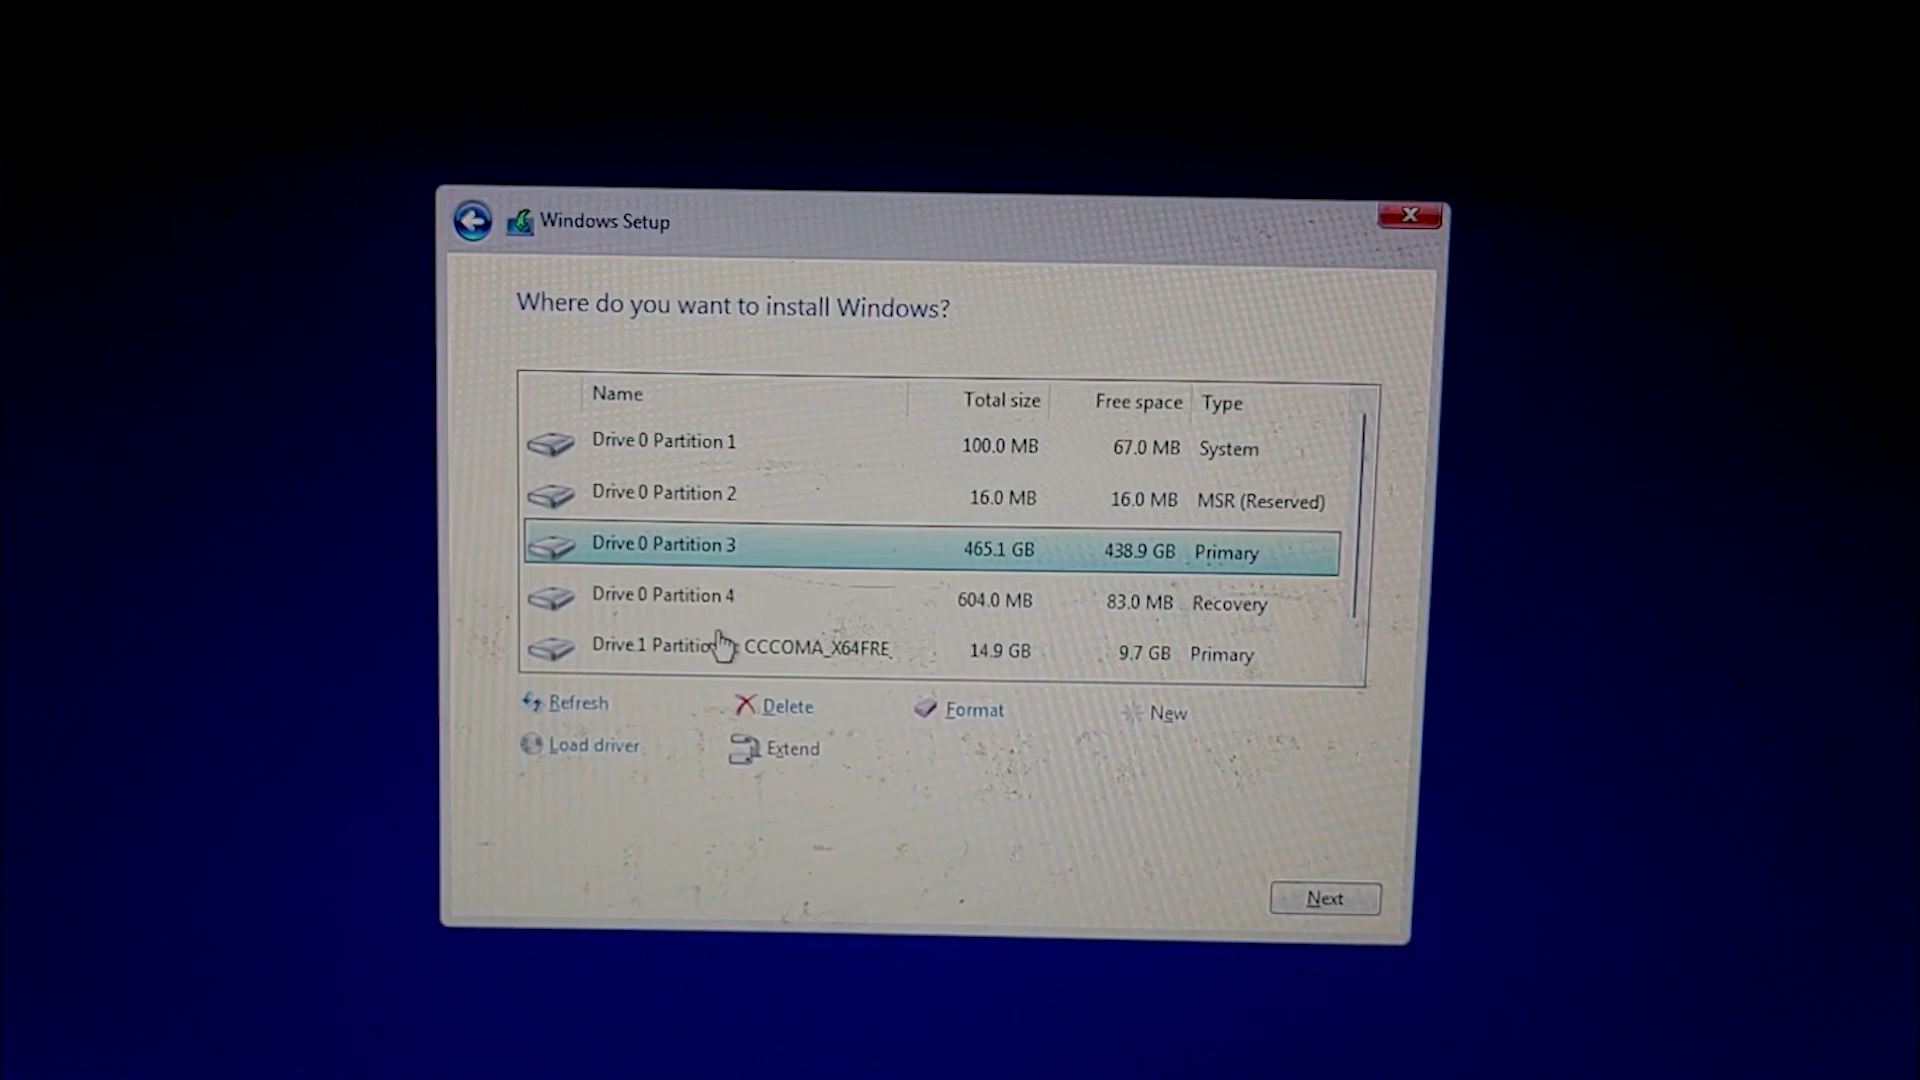 Windows Setup
Where do you want to install Windows?
Name Total size Free space Type
Drive 0 Partition 1 100.0 MB 67.0 MB System
Drive 0 Partition 2 16.0 MB 16.0 MB MSR (Reserved)
Drive 0 Partition 3 465.1 GB 438.9 GB Primary
Drive 0 Partition 4 604.0 MB 83.0 MB Recovery
Drive 1 Partition CCCOMA_X64FRE 14.9 GB 9.7 GB Primary
Refresh Delete Format New
Load driver Extend
Next